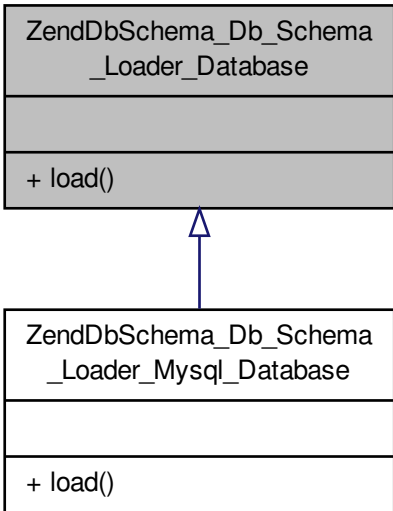 ZendDbSchema_Db_Schema
_Loader_Database
+ load()
ZendDbSchema_Db_Schema
_Loader_Mysql_Database
+ load()